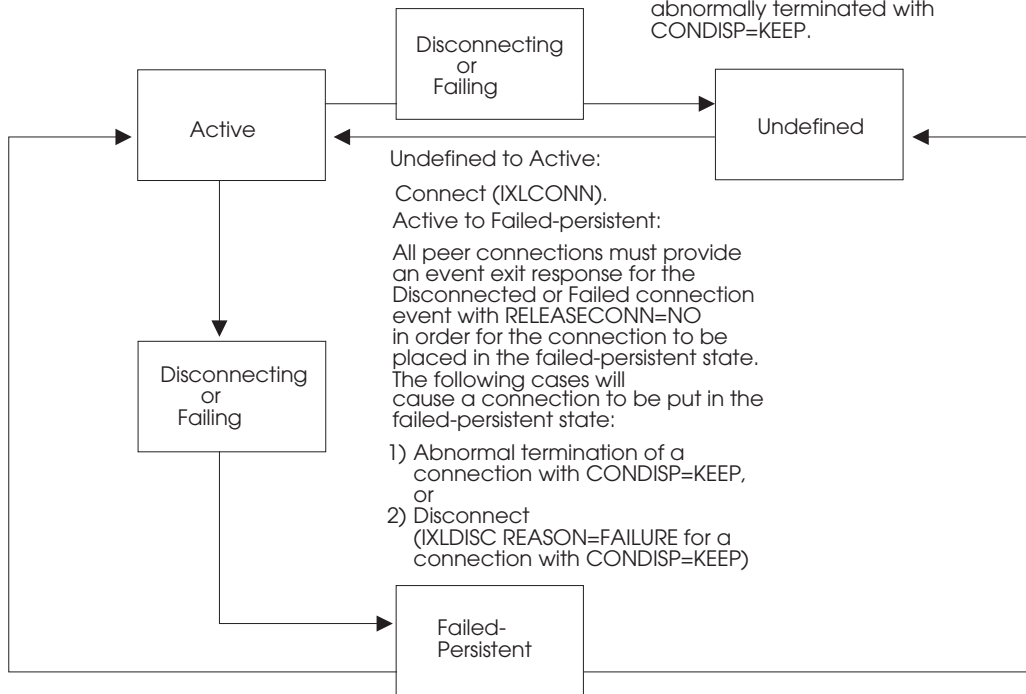 abnormally terminated with
CONDISP=KEEP.
Disconnecting
or
Failing
Active
Undefined
Undefined to Active:
Connect (IXLCONN).
Active to Failed-persistent:
All peer connections must provide
an event exit response for the
Disconnected or Failed connection
event with RELEASECONN=NO
in order for the connection to be
placed in the failed-persistent state.
The following cases will
cause a connection to be put in the
failed-persistent state:
Disconnecting
or
Failing
1) Abnormal termination of a
connection with CONDISP=KEEP,
or
2) Disconnect
(IXLDISC REASON=FAILURE for a
connection with CONDISP=KEEP)
Failed-
Persistent